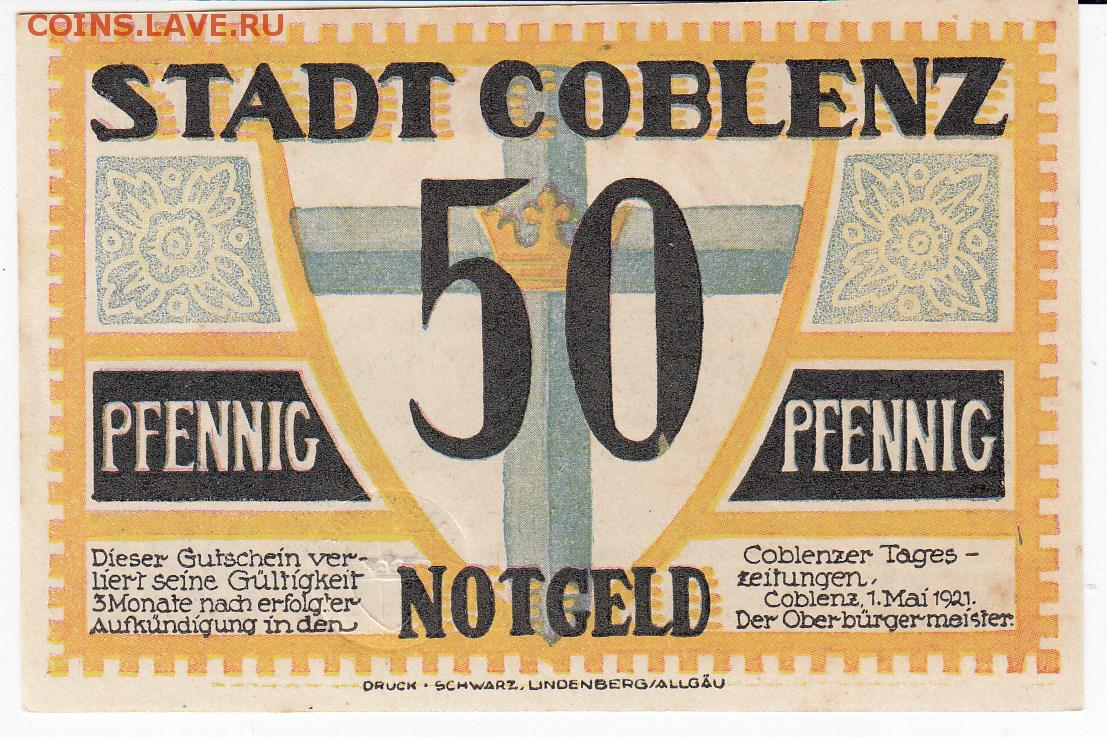 COINS.LAVE.RU
STADT COBLENZ
50
PFENNIG
PFENNIG
Dieser Gutschein ver-
liert seine Gültigkeit
3 Monate nach erfolgter
Aufkündigung in den
NOTGELD
Coblenzer Tages-
zeitungen,
Coblenz, 1. Mai 1921.
Der Oberbürgermeister.
DRUCK · SCHWARZ, LINDENBERG/ALLGÄU